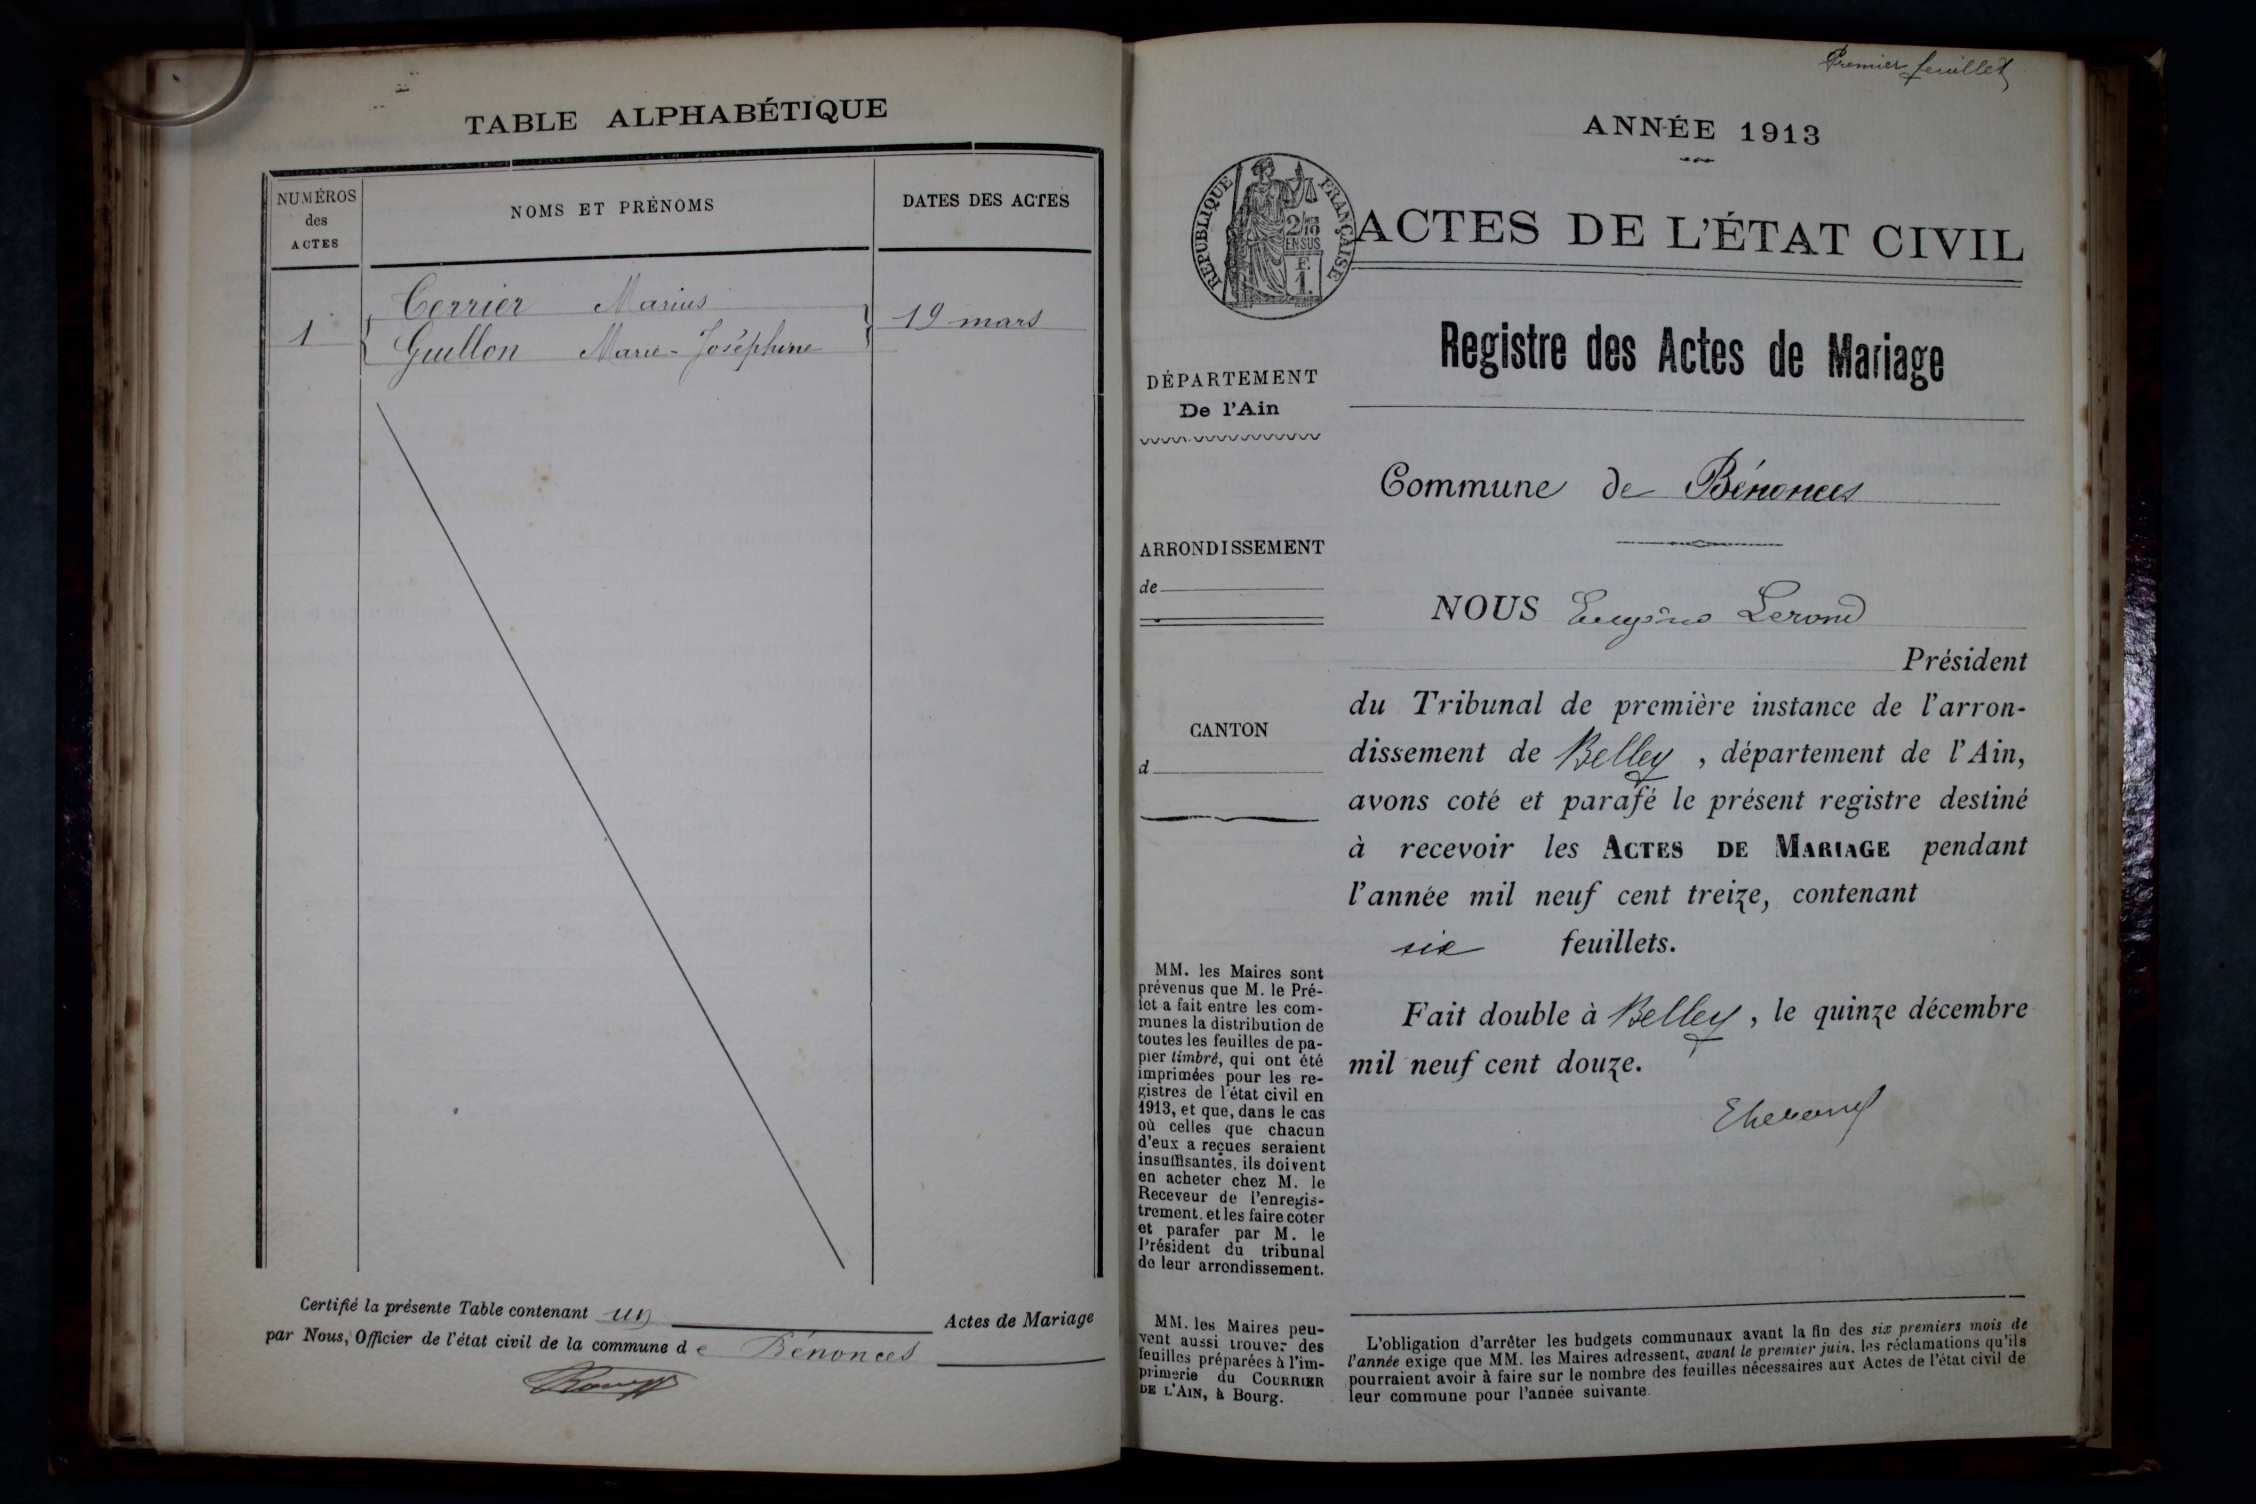 TABLE ALPHABÉTIQUE
NUMÉROS
des
ACTES
NOMS ET PRÉNOMS
DATES DES ACTES
1
Cerrier Marius
Guillon Marie-Joséphine
19 mars
Certifié la présente Table contenant un Actes de Mariage
par Nous, Officier de l'état civil de la commune de Bénonces
Premier feuillet
ANNÉE 1913
RÉPUBLIQUE FRANÇAISE
2/10
EN SUS
F.
1.
ACTES DE L'ÉTAT CIVIL
Registre des Actes de Mariage
DÉPARTEMENT
De l'Ain
Commune de Bénonces
ARRONDISSEMENT
de
CANTON
d
NOUS Eugène Lerond
Président
du Tribunal de première instance de l'arron-
dissement de Belley, département de l'Ain,
avons coté et parafé le présent registre destiné
à recevoir les ACTES DE MARIAGE pendant
l'année mil neuf cent treize, contenant
six feuillets.
Fait double à Belley, le quinze décembre
mil neuf cent douze.
MM. les Maires sont
prévenus que M. le Pré-
fet a fait entre les com-
munes la distribution de
toutes les feuilles de pa-
pier timbré, qui ont été
imprimées pour les re-
gistres de l'état civil en
1913, et que, dans le cas
où celles que chacun
d'eux a reçues seraient
insuffisantes, ils doivent
en acheter chez M. le
Receveur de l'enregis-
trement, et les faire coter
et parafer par M. le
Président du tribunal
de leur arrondissement.
MM. les Maires peu-
vent aussi trouver des
feuilles préparées à l'im-
primerie du COURRIER
DE L'AIN, à Bourg.
L'obligation d'arrêter les budgets communaux avant la fin des six premiers mois de
l'année exige que MM. les Maires adressent, avant le premier juin, les réclamations qu'ils
pourraient avoir à faire sur le nombre des feuilles nécessaires aux Actes de l'état civil de
leur commune pour l'année suivante.